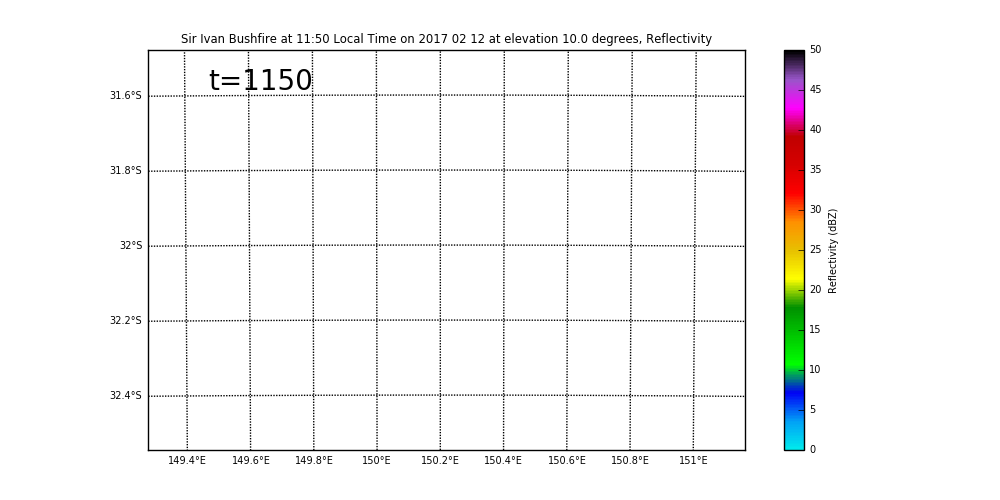 Sir Ivan Bushfire at 11:50 Local Time on 2017 02 12 at elevation 10.0 degrees, Reflectivity
t=1150
31.6°S
31.8°S
32°S
32.2°S
32.4°S
149.4°E 149.6°E 149.8°E 150°E 150.2°E 150.4°E 150.6°E 150.8°E 151°E
50
45
40
35
30
25
20
15
10
5
0
Reflectivity (dBZ)